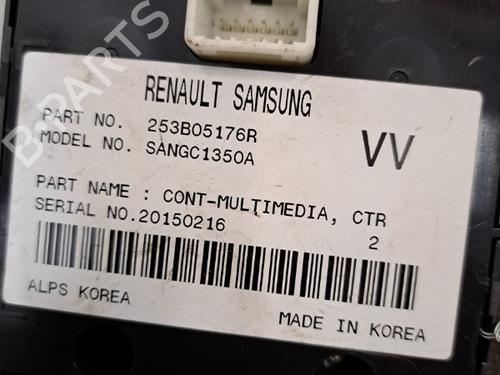 RENAULT SAMSUNG
PART NO. 253B05176R
MODEL NO. SANGC1350A
VV
PART NAME : CONT-MULTIMEDIA, CTR
SERIAL NO.20150216 2
ALPS KOREA
MADE IN KOREA
B-PARTS